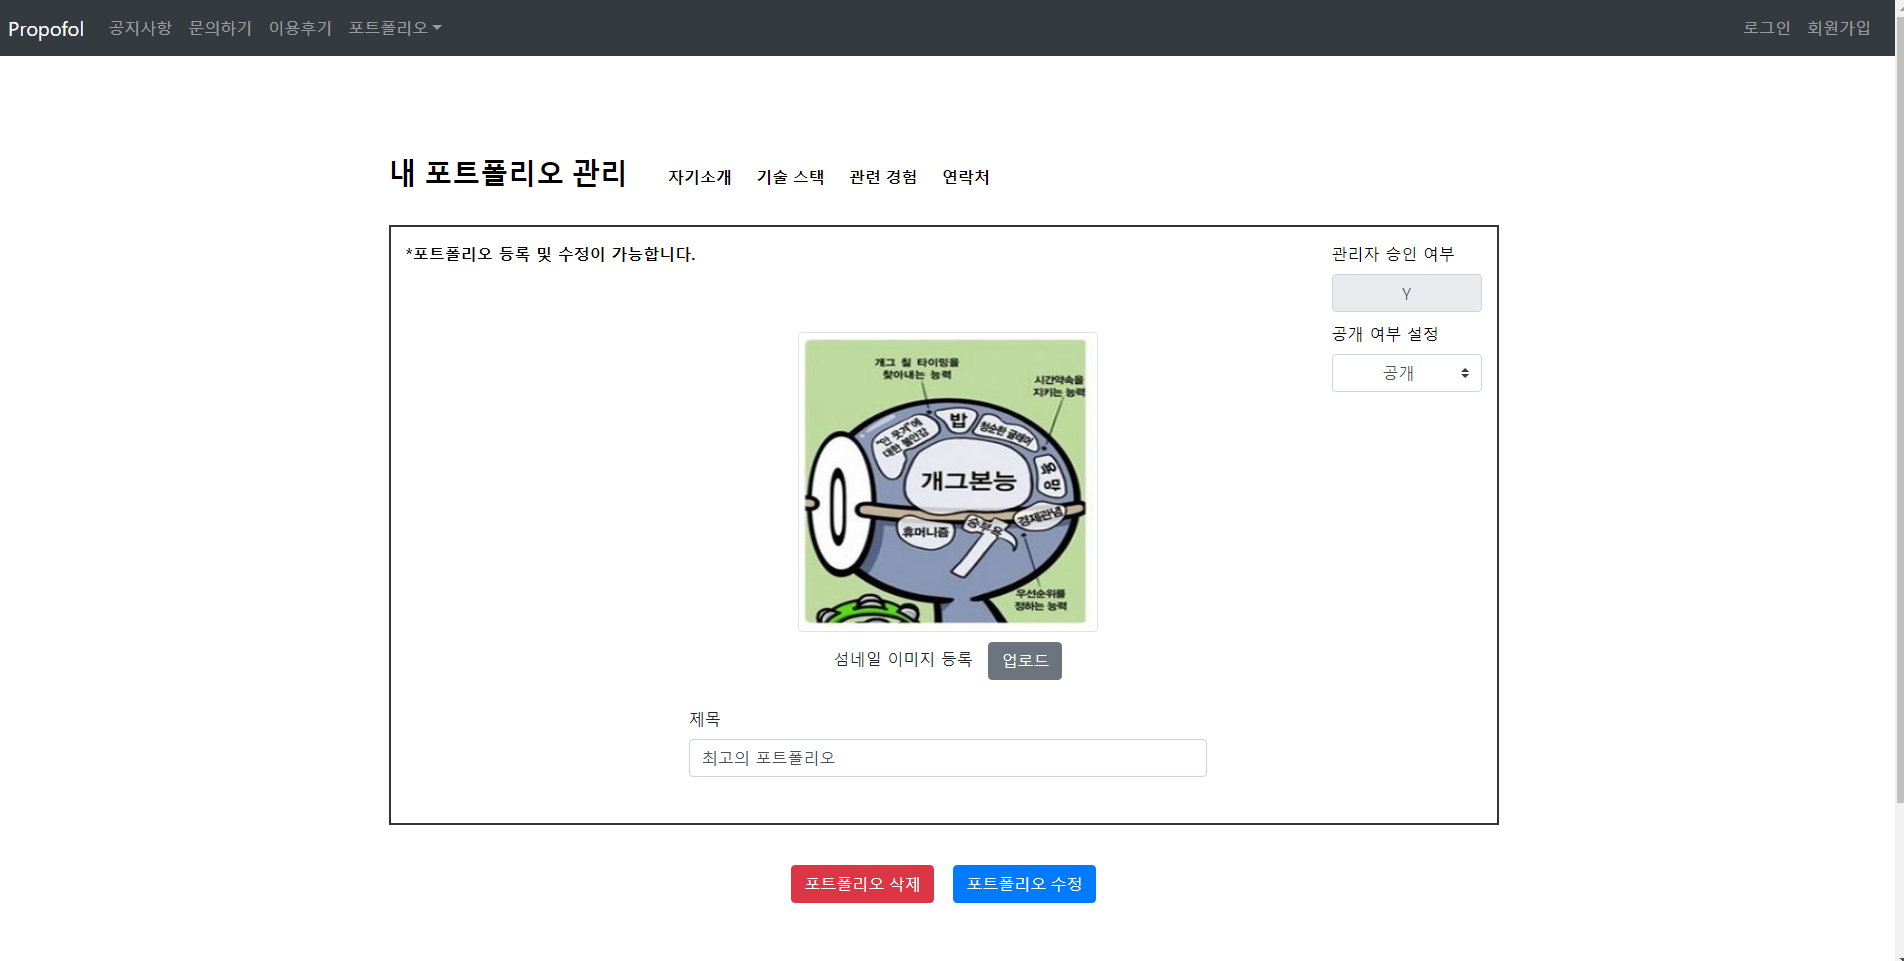 Propofol 공지사항 문의하기 이용후기 포트폴리오 로그인 회원가입
내 포트폴리오 관리 자기소개 기술 스택 관련 경험 연락처
*포트폴리오 등록 및 수정이 가능합니다.
관리자 승인 여부
Y
공개 여부 설정
공개
개그 칠 타이밍을
찾아내는 능력
시간약속을
지키는 능력
"안 웃겨"에
대한 불안감
밥
청순한 글래머
유무
개그본능
휴머니즘
승부욕
경제관념
우선순위를
정하는 능력
섬네일 이미지 등록 업로드
제목
최고의 포트폴리오
포트폴리오 삭제 포트폴리오 수정